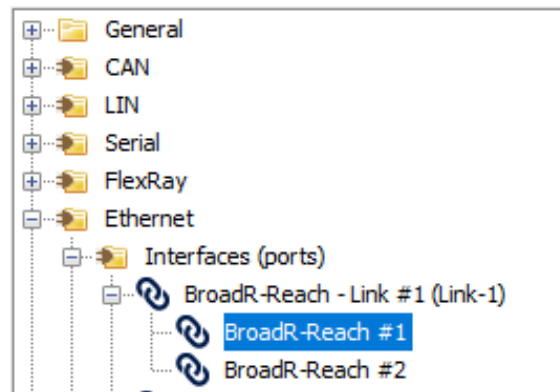 General
CAN
LIN
Serial
FlexRay
Ethernet
Interfaces (ports)
BroadR-Reach - Link #1 (Link-1)
BroadR-Reach #1
BroadR-Reach #2